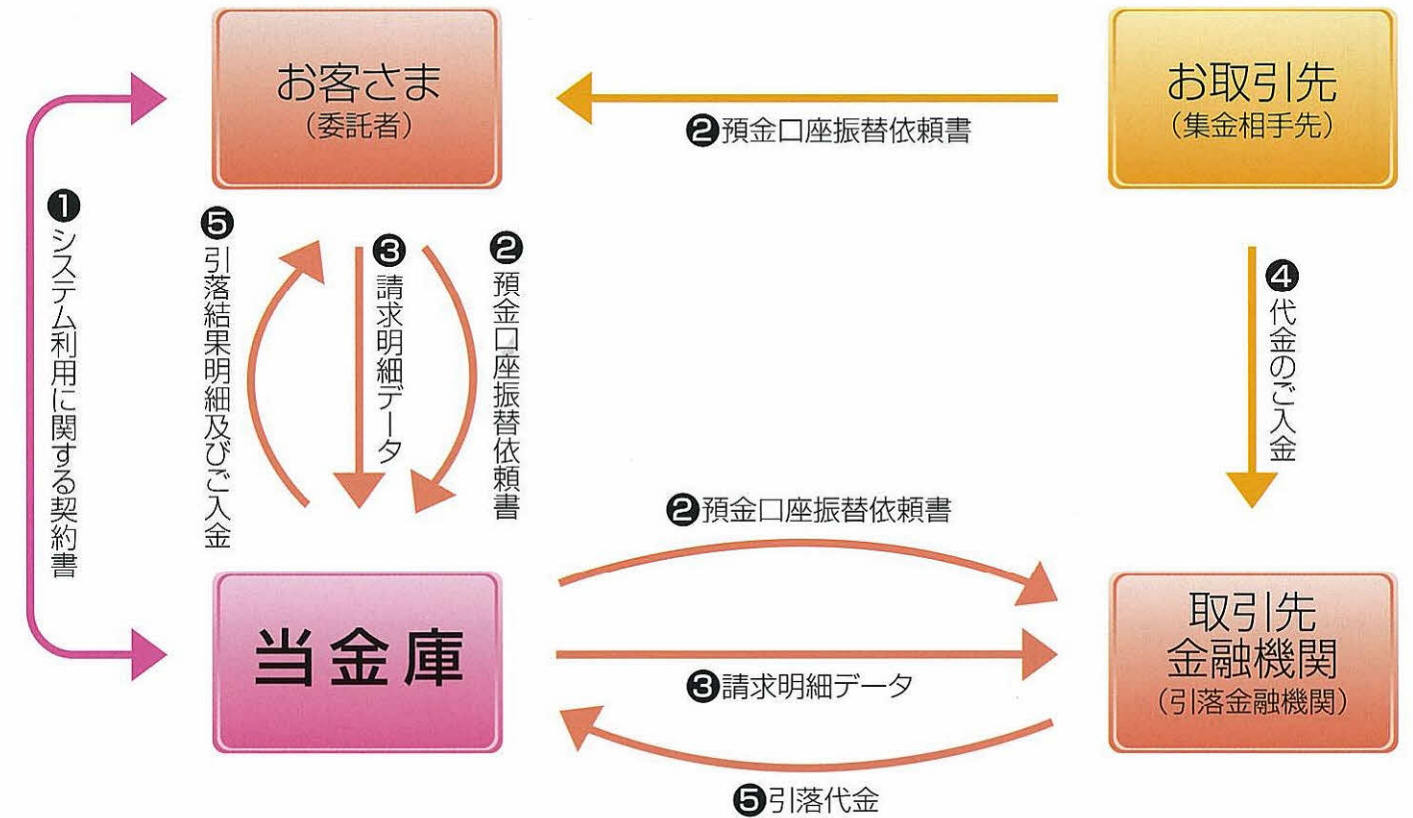 お客さま
（委託者）
お取引先
（集金相手先）
❷預金口座振替依頼書
❶システム利用に関する契約書
❺引落結果明細及びご入金
❸請求明細データ
❷預金口座振替依頼書
❹代金のご入金
❷預金口座振替依頼書
当金庫
取引先
金融機関
（引落金融機関）
❸請求明細データ
❺引落代金